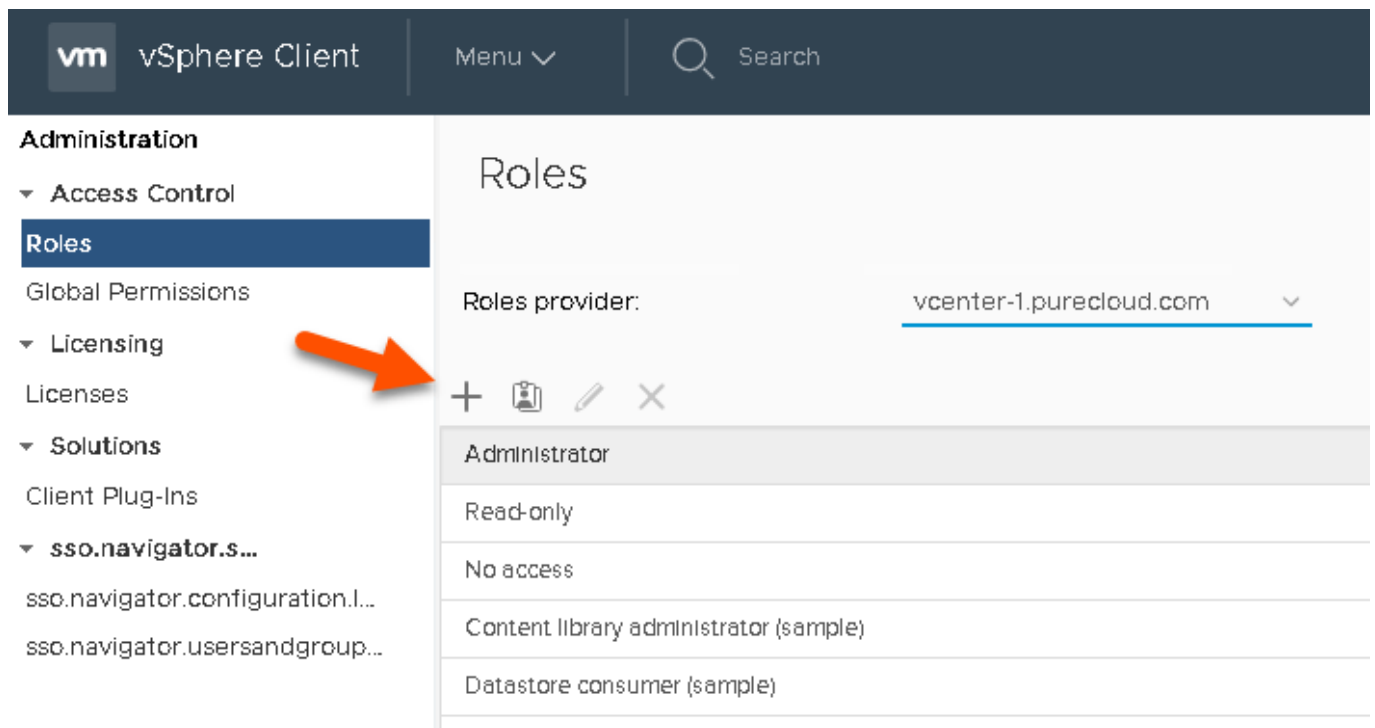 vm vSphere Client Menu Search
Administration
Access Control
Roles
Global Permissions
Licensing
Licenses
Solutions
Client Plug-Ins
sso.navigator.s...
sso.navigator.configuration.l...
sso.navigator.usersandgroup...
Roles
Roles provider: vcenter-1.purecloud.com
Administrator
Read-only
No access
Content library administrator (sample)
Datastore consumer (sample)